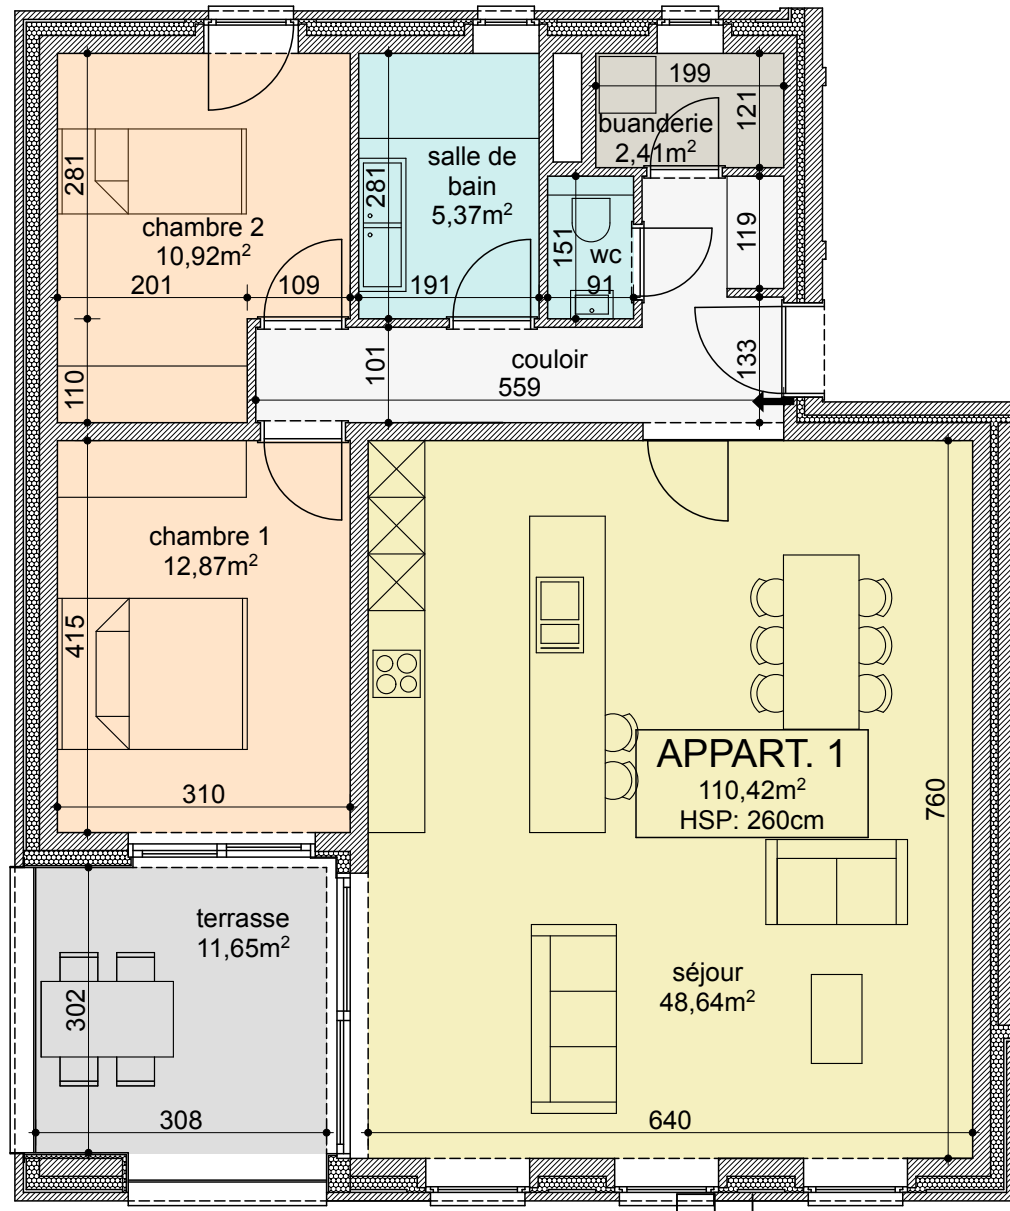 199
121
buanderie
2,41m²
281
salle de
bain
5,37m²
281
chambre 2
10,92m²
119
151
wc
91
201
109
191
101
couloir
559
133
110
chambre 1
12,87m²
415
APPART. 1
110,42m²
HSP: 260cm
760
310
terrasse
11,65m²
séjour
48,64m²
302
308
640